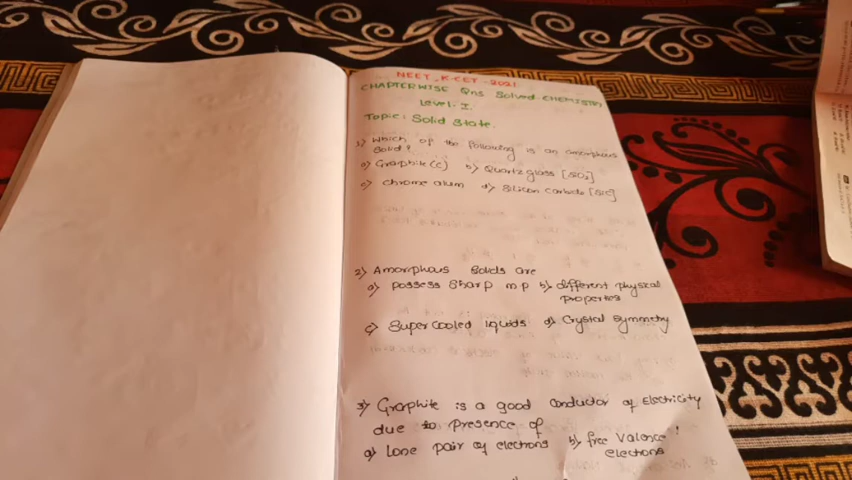 NEET, K-CET - 2021
CHAPTERWISE Qns Solved CHEMISTRY
Level: I.
Topic: Solid State.
1) Which of the following is an amorphous
solid?
a) Graphite (c) b) Quartz glass [SiO2]
c) Chrome alum d) Silicon Carbide [SiC]
2) Amorphous Solids are
a) possess sharp m.p b) different physical
properties
c) Super cooled liquids d) Crystal symmetry
3) Graphite is a good conductor of Electricity
due to presence of
a) Lone pair of electrons b) free valence
electrons